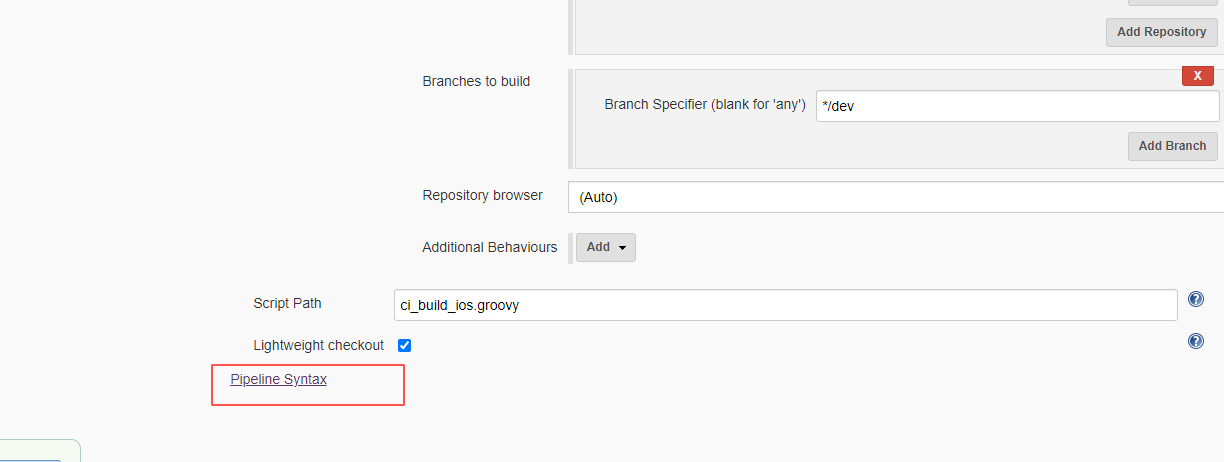 Add Repository
Branches to build
X
Branch Specifier (blank for 'any')
*/dev
Add Branch
Repository browser
(Auto)
Additional Behaviours
Add
Script Path
ci_build_ios.groovy
?
Lightweight checkout
?
Pipeline Syntax